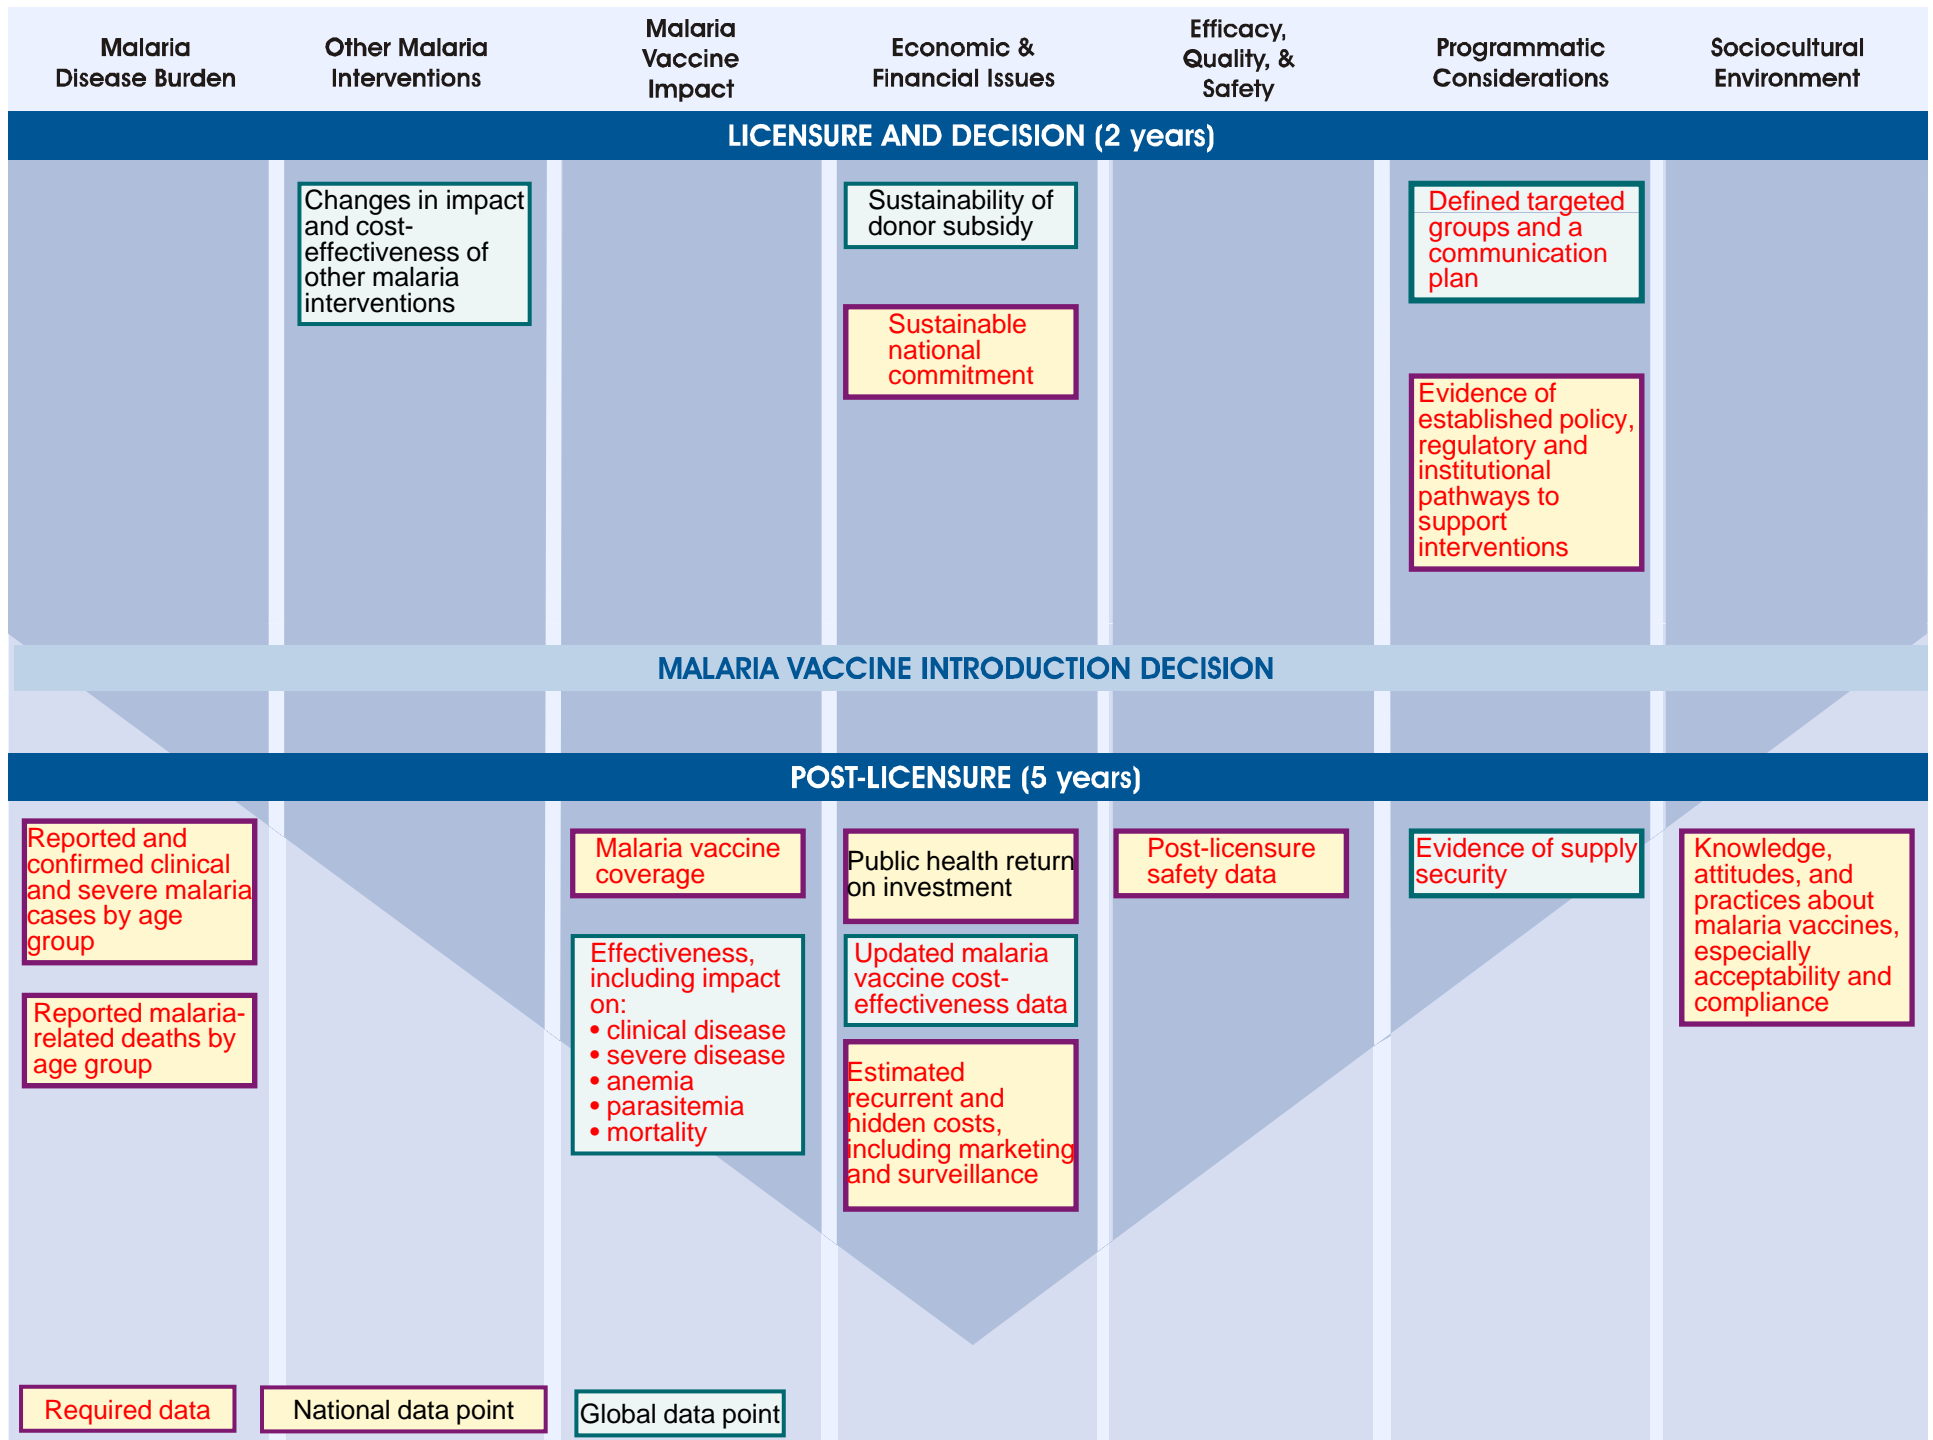 Malaria
Disease Burden
Other Malaria
Interventions
Malaria
Vaccine
Impact
Economic &
Financial Issues
Efficacy,
Quality, &
Safety
Programmatic
Considerations
Sociocultural
Environment
LICENSURE AND DECISION (2 years)
Changes in impact
and cost-
effectiveness of
other malaria
interventions
Sustainability of
donor subsidy
Sustainable
national
commitment
Defined targeted
groups and a
communication
plan
Evidence of
established policy,
regulatory and
institutional
pathways to
support
interventions
MALARIA VACCINE INTRODUCTION DECISION
POST-LICENSURE (5 years)
Reported and
confirmed clinical
and severe malaria
cases by age
group
Reported malaria-
related deaths by
age group
Malaria vaccine
coverage
Effectiveness,
including impact
on:
• clinical disease
• severe disease
• anemia
• parasitemia
• mortality
Public health return
on investment
Updated malaria
vaccine cost-
effectiveness data
Estimated
recurrent and
hidden costs,
including marketing
and surveillance
Post-licensure
safety data
Evidence of supply
security
Knowledge,
attitudes, and
practices about
malaria vaccines,
especially
acceptability and
compliance
Required data
National data point
Global data point